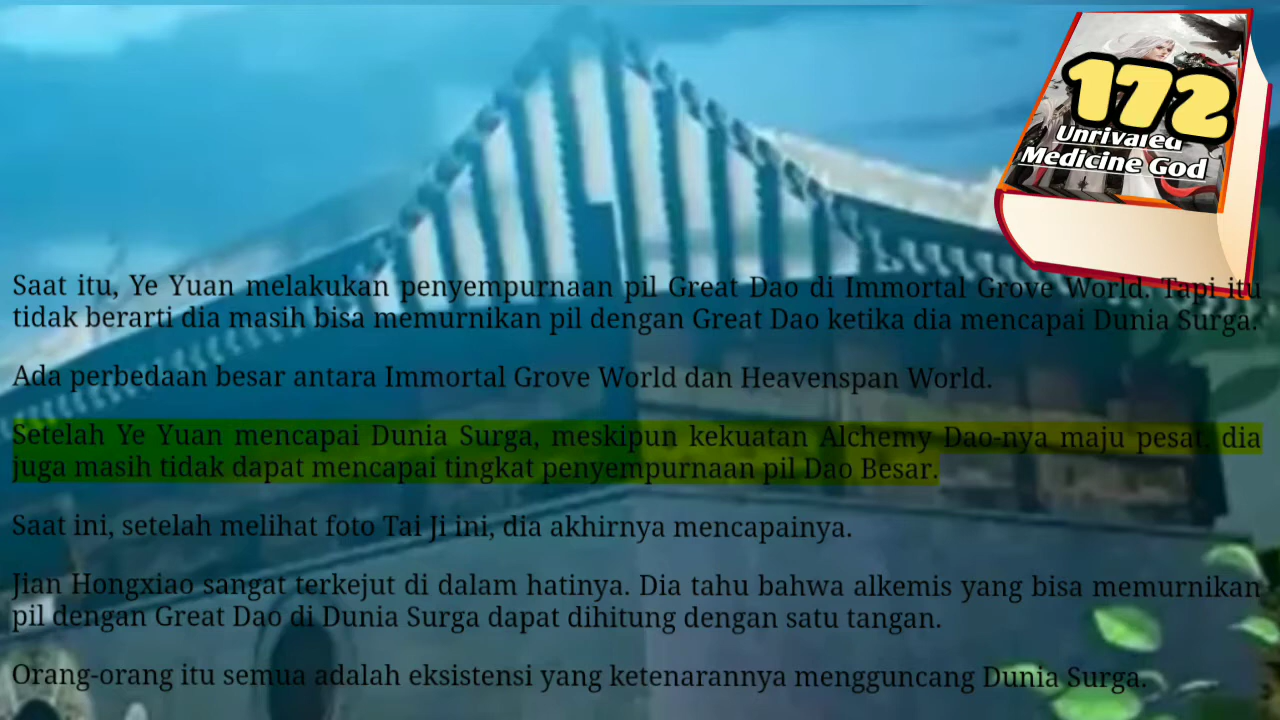 172
Unrivaled
Medicine God
Saat itu, Ye Yuan melakukan penyempurnaan pil Great Dao di Immortal Grove World. Tapi itu
tidak berarti dia masih bisa memurnikan pil dengan Great Dao ketika dia mencapai Dunia Surga.
Ada perbedaan besar antara Immortal Grove World dan Heavenspan World.
Setelah Ye Yuan mencapai Dunia Surga, meskipun kekuatan Alchemy Dao-nya maju pesat, dia
juga masih tidak dapat mencapai tingkat penyempurnaan pil Dao Besar.
Saat ini, setelah melihat foto Tai Ji ini, dia akhirnya mencapainya.
Jian Hongxiao sangat terkejut di dalam hatinya. Dia tahu bahwa alkemis yang bisa memurnikan
pil dengan Great Dao di Dunia Surga dapat dihitung dengan satu tangan.
Orang-orang itu semua adalah eksistensi yang ketenarannya mengguncang Dunia Surga.